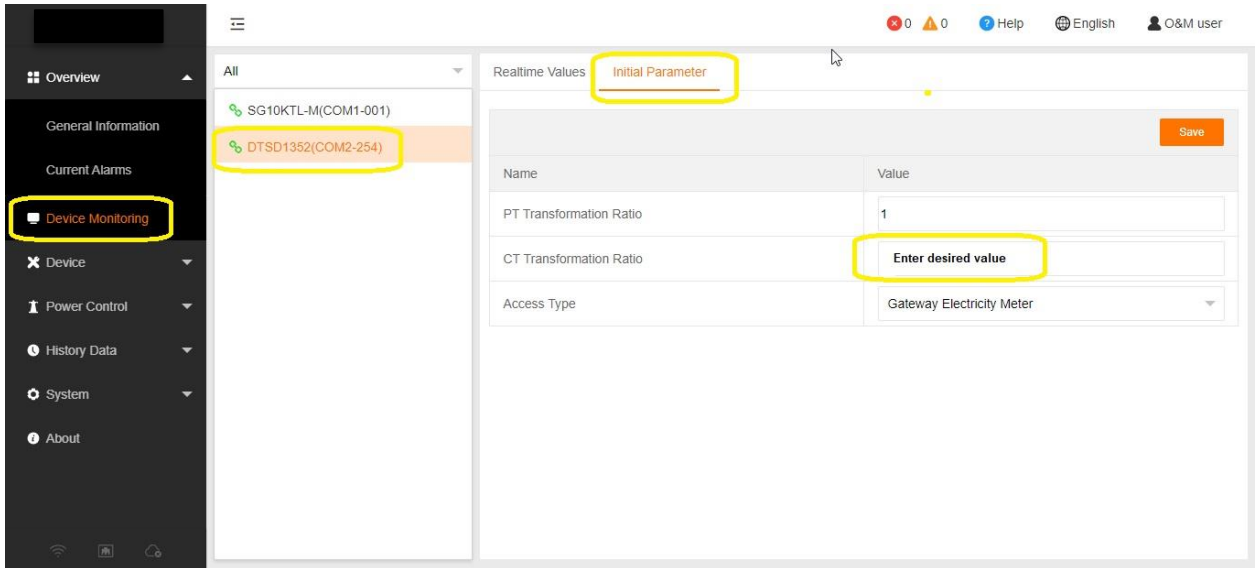 0 0 Help English O&M user
Overview
General Information
Current Alarms
Device Monitoring
Device
Power Control
History Data
System
About
All
SG10KTL-M(COM1-001)
DTSD1352(COM2-254)
Realtime Values Initial Parameter
Save
Name Value
PT Transformation Ratio 1
CT Transformation Ratio Enter desired value
Access Type Gateway Electricity Meter